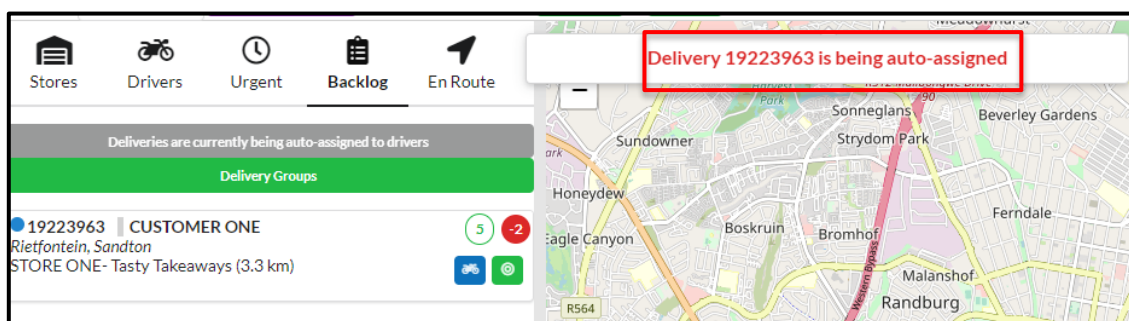 Stores
Drivers
Urgent
Backlog
En Route
Deliveries are currently being auto-assigned to drivers
Delivery Groups
19223963 CUSTOMER ONE
5
-2
Rietfontein, Sandton
STORE ONE- Tasty Takeaways (3.3 km)
Delivery 19223963 is being auto-assigned
Park
90
Sonneglans
Beverley Gardens
Sundowner
Strydom Park
ark
Honeydew
Ferndale
Boskruin
Bromhof
Eagle Canyon
Western Bypass
Malanshof
R564
Randburg